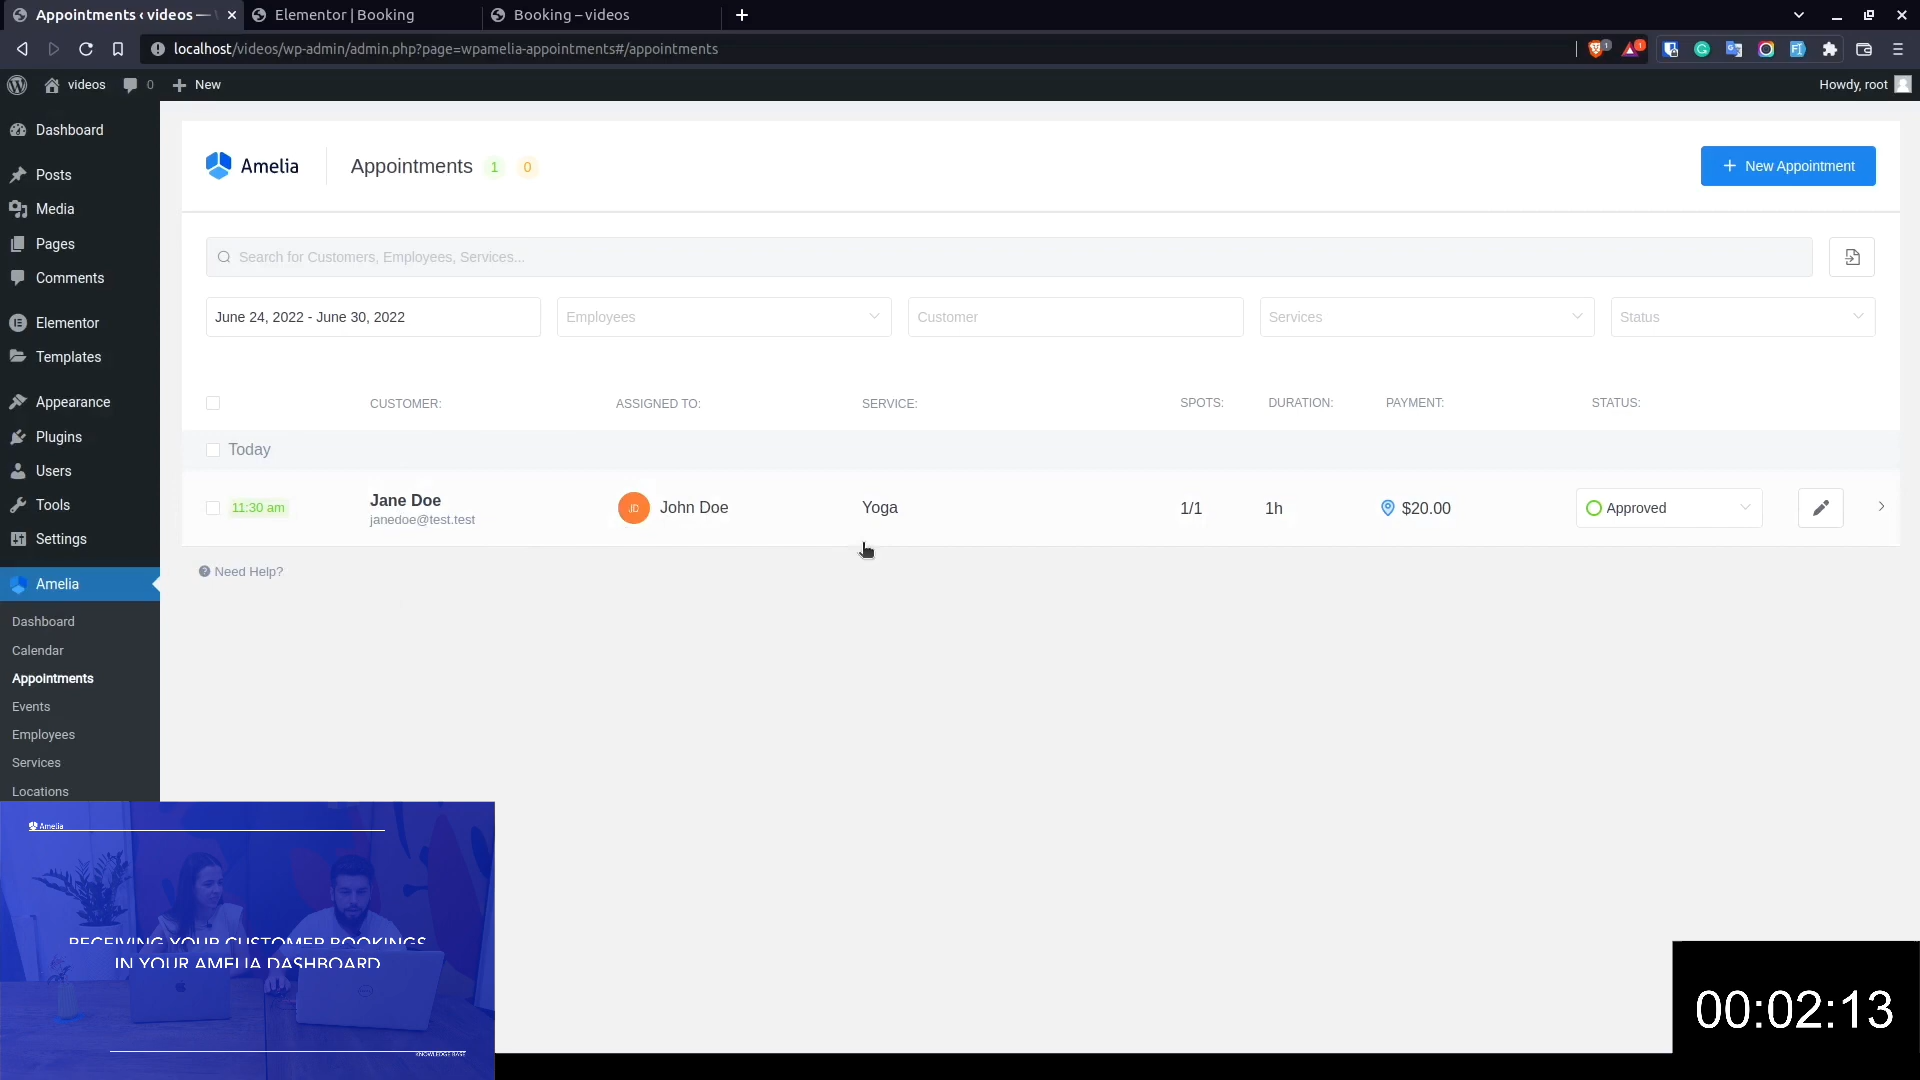 Appointments ‹ videos —
Elementor | Booking
Booking – videos
localhost/videos/wp-admin/admin.php?page=wpamelia-appointments#/appointments
1
1
videos
0
New
Howdy, root
Dashboard
Posts
Media
Pages
Comments
Elementor
Templates
Appearance
Plugins
Users
Tools
Settings
Amelia
Dashboard
Calendar
Appointments
Events
Employees
Services
Locations
Amelia
Appointments
1
0
New Appointment
Search for Customers, Employees, Services...
June 24, 2022 - June 30, 2022
Employees
Customer
Services
Status
CUSTOMER:
ASSIGNED TO:
SERVICE:
SPOTS:
DURATION:
PAYMENT:
STATUS:
Today
11:30 am
Jane Doe
janedoe@test.test
JD
John Doe
Yoga
1/1
1h
$20.00
Approved
Need Help?
Amelia
RECEIVING YOUR CUSTOMER BOOKINGS
IN YOUR AMELIA DASHBOARD
KNOWLEDGE BASE
00:02:13